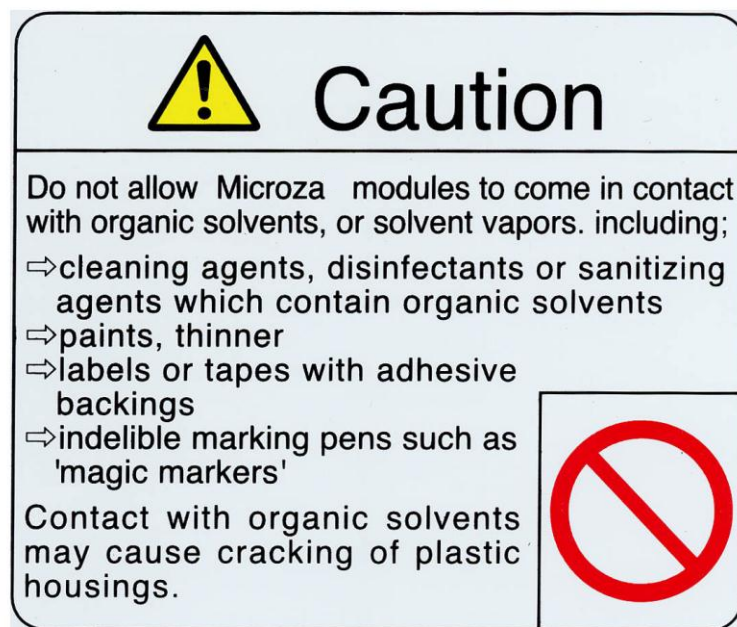 Caution
Do not allow Microza modules to come in contact
with organic solvents, or solvent vapors. including;
⇨cleaning agents, disinfectants or sanitizing
agents which contain organic solvents
⇨paints, thinner
⇨labels or tapes with adhesive
backings
⇨indelible marking pens such as
'magic markers'
Contact with organic solvents
may cause cracking of plastic
housings.